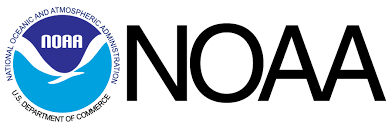 NATIONAL OCEANIC AND ATMOSPHERIC ADMINISTRATION
NOAA
U.S. DEPARTMENT OF COMMERCE
NOAA